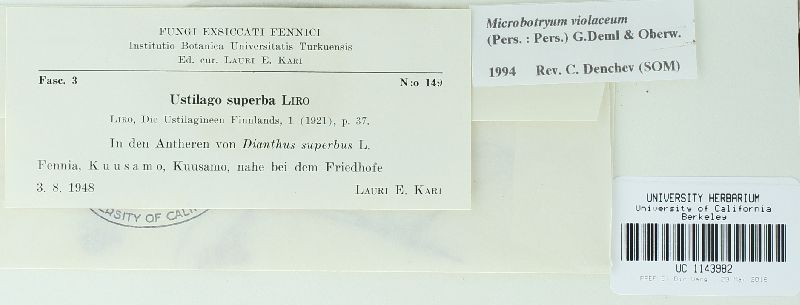 FUNGI EXSICCATI FENNICI
Institutio Botanica Universitatis Turkuensis
Ed. cur. LAURI E. KARI
Fasc. 3 N:o 149
Ustilago superba LIRO
LIRO, Die Ustilagineen Finnlands, 1 (1921), p. 37.
In den Antheren von Dianthus superbus L.
Fennia, Kuusamo, Kuusamo, nahe bei dem Friedhofe
3. 8. 1948 LAURI E. KARI
Microbotryum violaceum
(Pers. : Pers.) G.Deml & Oberw.
1994 Rev. C. Denchev (SOM)
UNIVERSITY HERBARIUM
University of California
Berkeley
UC 1143982
SITY OF CALIF